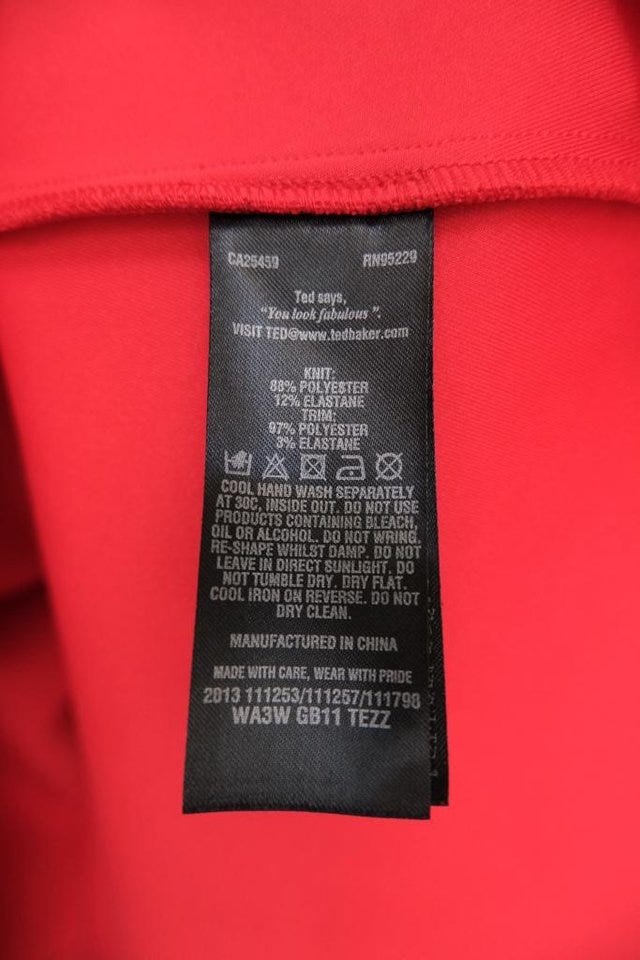 CA25459 RN95229
Ted says,
"You look fabulous".
VISIT TED@www.tedbaker.com
KNIT:
88% POLYESTER
12% ELASTANE
TRIM:
97% POLYESTER
3% ELASTANE
COOL HAND WASH SEPARATELY
AT 30C, INSIDE OUT. DO NOT USE
PRODUCTS CONTAINING BLEACH,
OIL OR ALCOHOL. DO NOT WRING.
RE-SHAPE WHILST DAMP. DO NOT
LEAVE IN DIRECT SUNLIGHT. DO
NOT TUMBLE DRY. DRY FLAT.
COOL IRON ON REVERSE. DO NOT
DRY CLEAN.
MANUFACTURED IN CHINA
MADE WITH CARE, WEAR WITH PRIDE
2013 111253/111257/111798
WA3W GB11 TEZZ